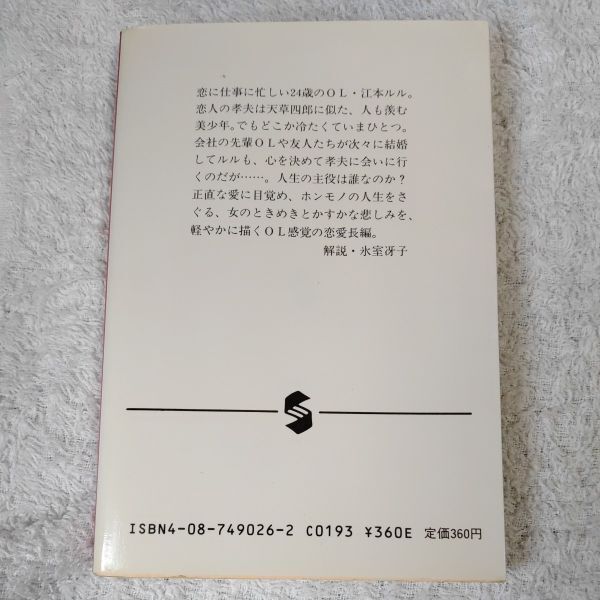 恋に仕事に忙しい24歳のOL・江本ルル。
恋人の孝夫は天草四郎に似た、人も羨む
美少年。でもどこか冷たくていまひとつ。
会社の先輩OLや友人たちが次々に結婚
してルルも、心を決めて孝夫に会いに行
くのだが……。人生の主役は誰なのか？
正直な愛に目覚め、ホンモノの人生をさ
ぐる、女のときめきとかすかな悲しみを、
軽やかに描くOL感覚の恋愛長編。
解説・氷室冴子
ISBN4-08-749026-2 C0193 ¥360E 定価360円